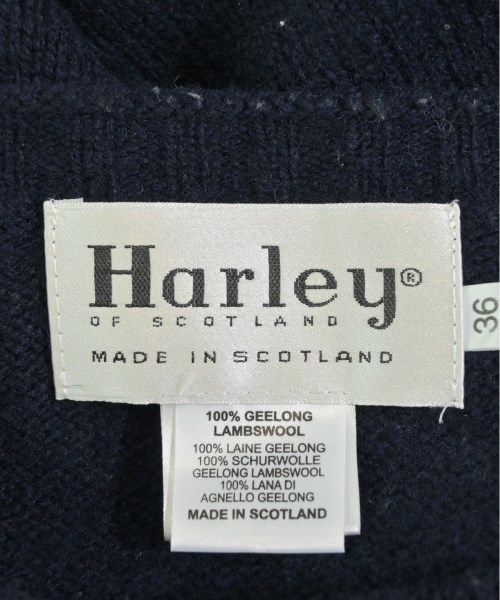 Harley®
OF SCOTLAND
MADE IN SCOTLAND
36
100% GEELONG
LAMBSWOOL
100% LAINE GEELONG
100% SCHURWOLLE
GEELONG LAMBSWOOL
100% LANA DI
AGNELLO GEELONG
MADE IN SCOTLAND